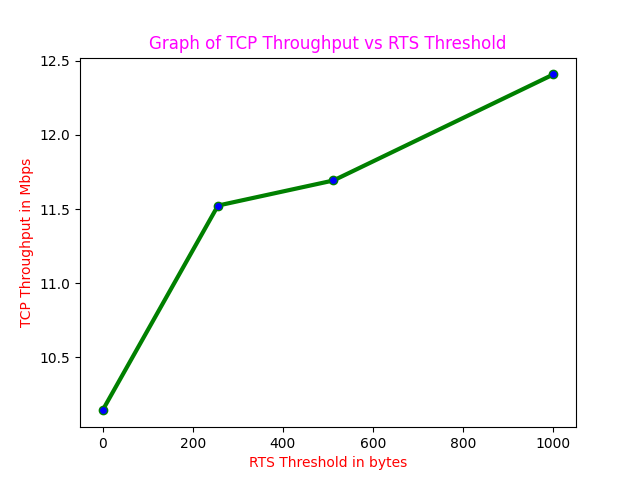 Graph of TCP Throughput vs RTS Threshold
12.5
12.0
11.5
11.0
10.5
TCP Throughput in Mbps
0 200 400 600 800 1000
RTS Threshold in bytes